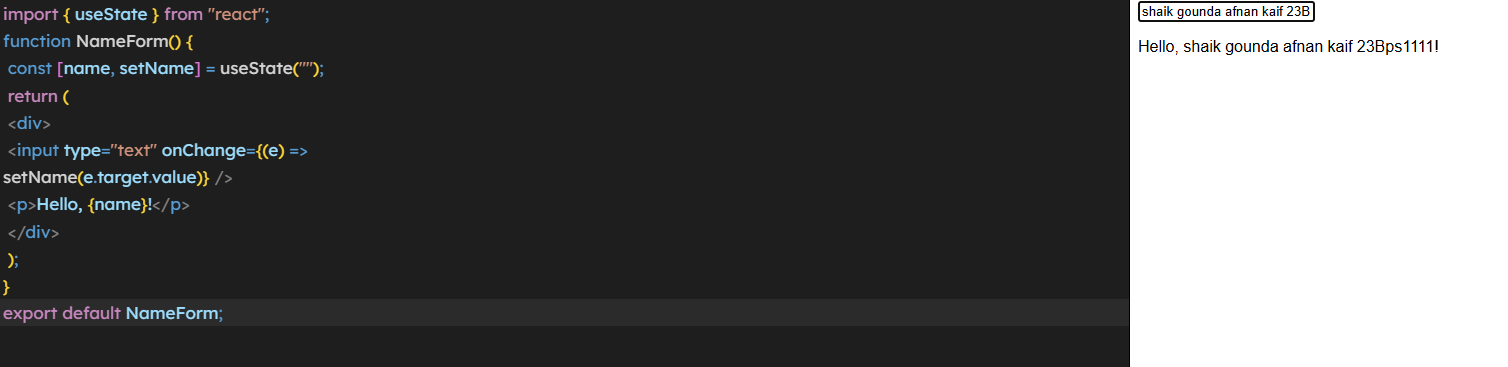 import { useState } from "react";
function NameForm() {
const [name, setName] = useState("");
return (
<div>
<input type="text" onChange={(e) =>
setName(e.target.value)} />
<p>Hello, {name}!</p>
</div>
);
}
export default NameForm;
shaik gounda afnan kaif 23B
Hello, shaik gounda afnan kaif 23Bps1111!